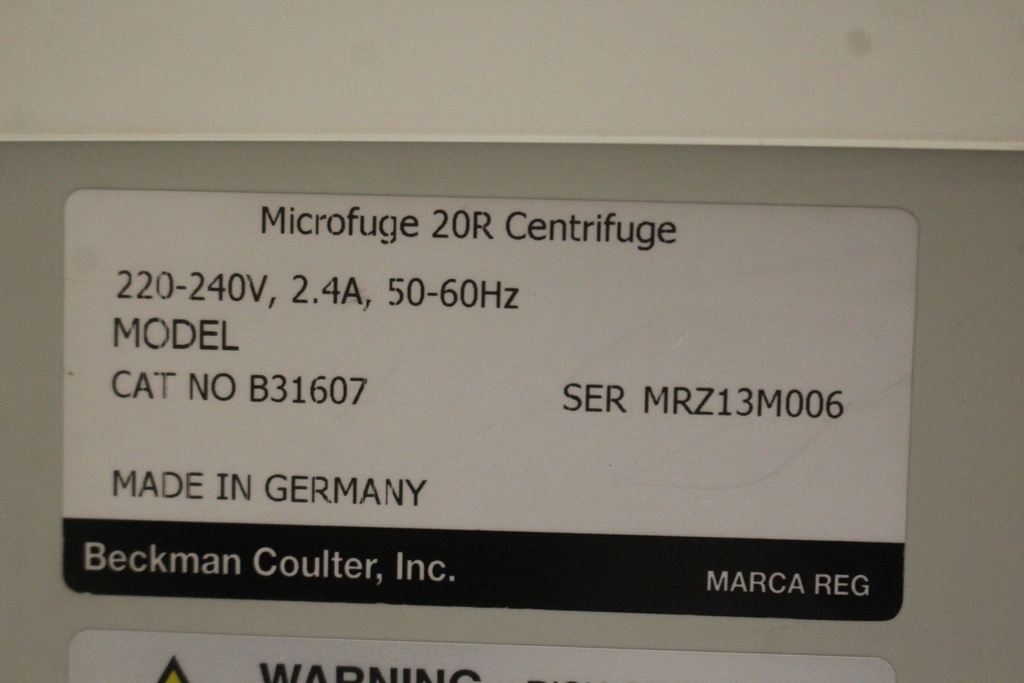 Microfuge 20R Centrifuge
220-240V, 2.4A, 50-60Hz
MODEL
CAT NO B31607 SER MRZ13M006
MADE IN GERMANY
Beckman Coulter, Inc. MARCA REG
WARNING